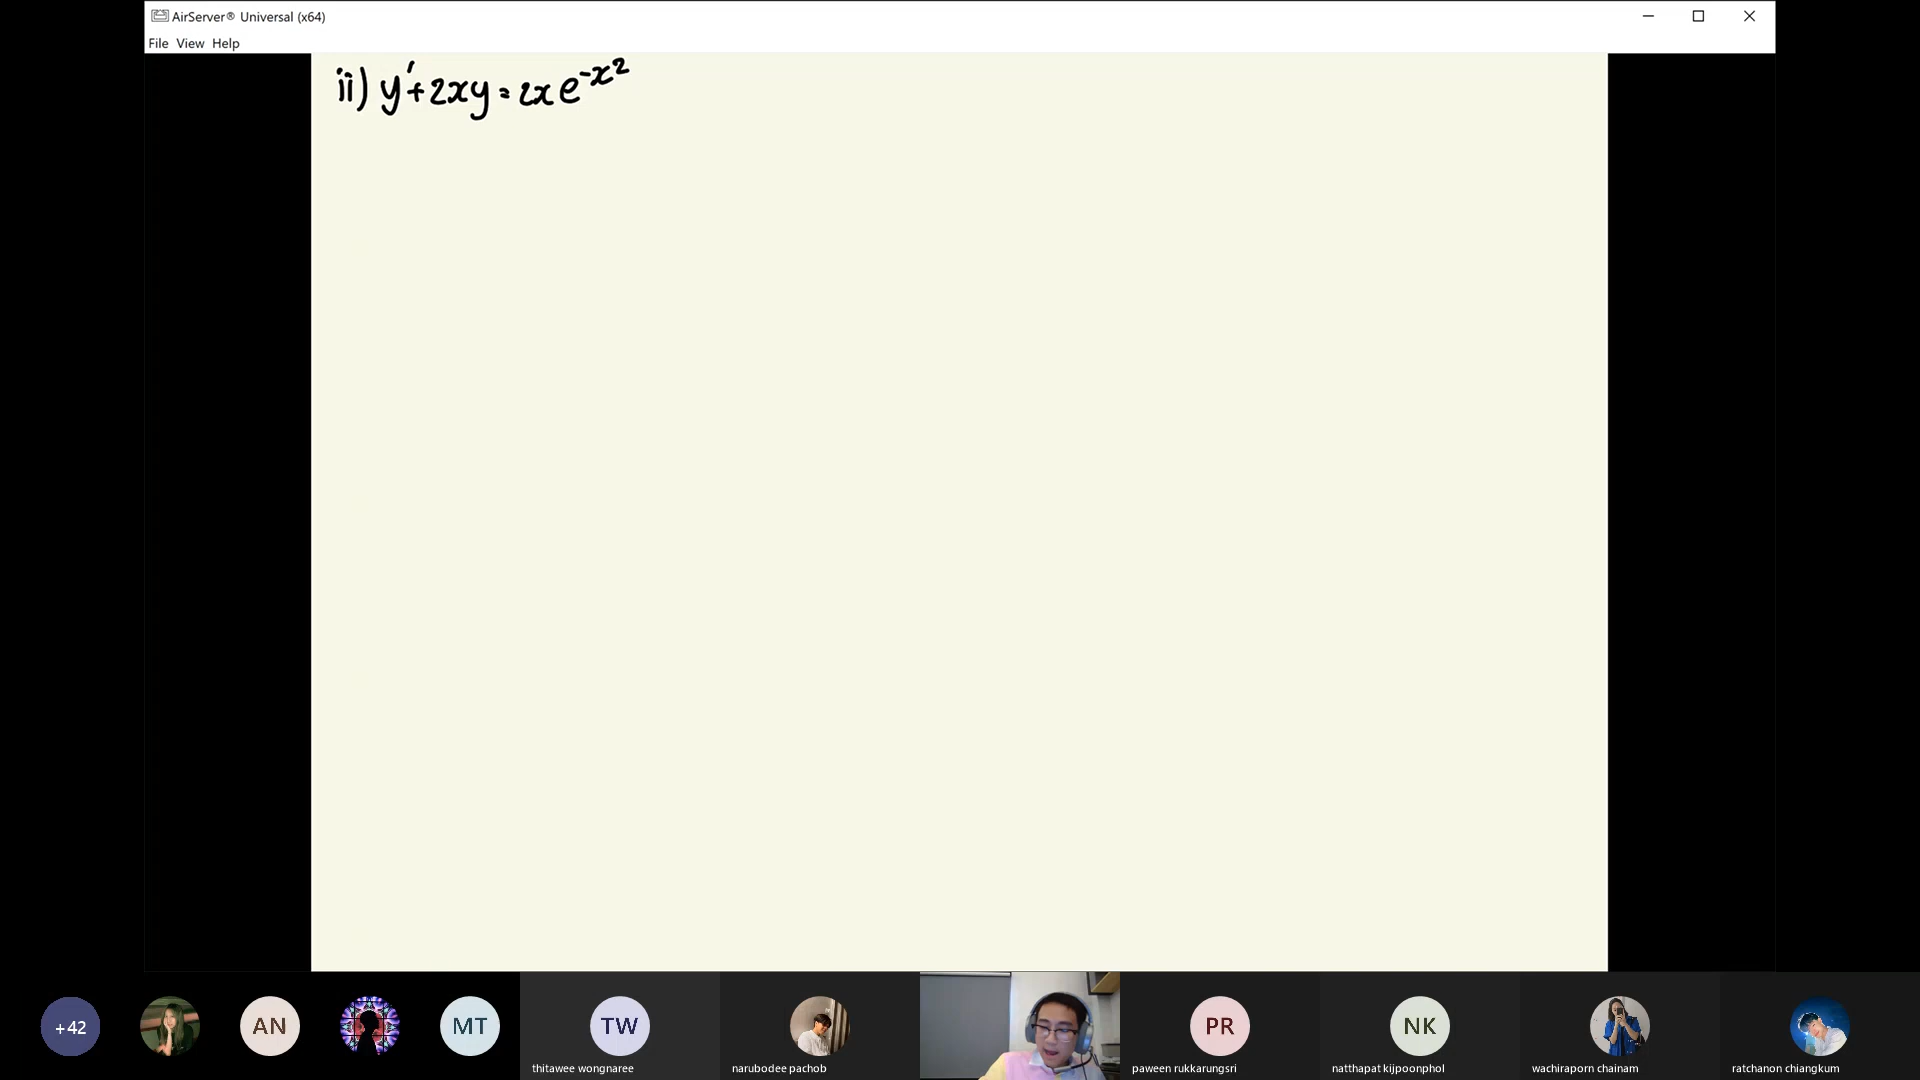 AirServer® Universal (x64)
File View Help
ii) y'+2xy = 2x e^{-x^2}
+42
AN
MT
TW
PR
NK
thitawee wongnaree
narubodee pachob
paween rukkarungsri
natthapat kijpoonphol
wachiraporn chainam
ratchanon chiangkum